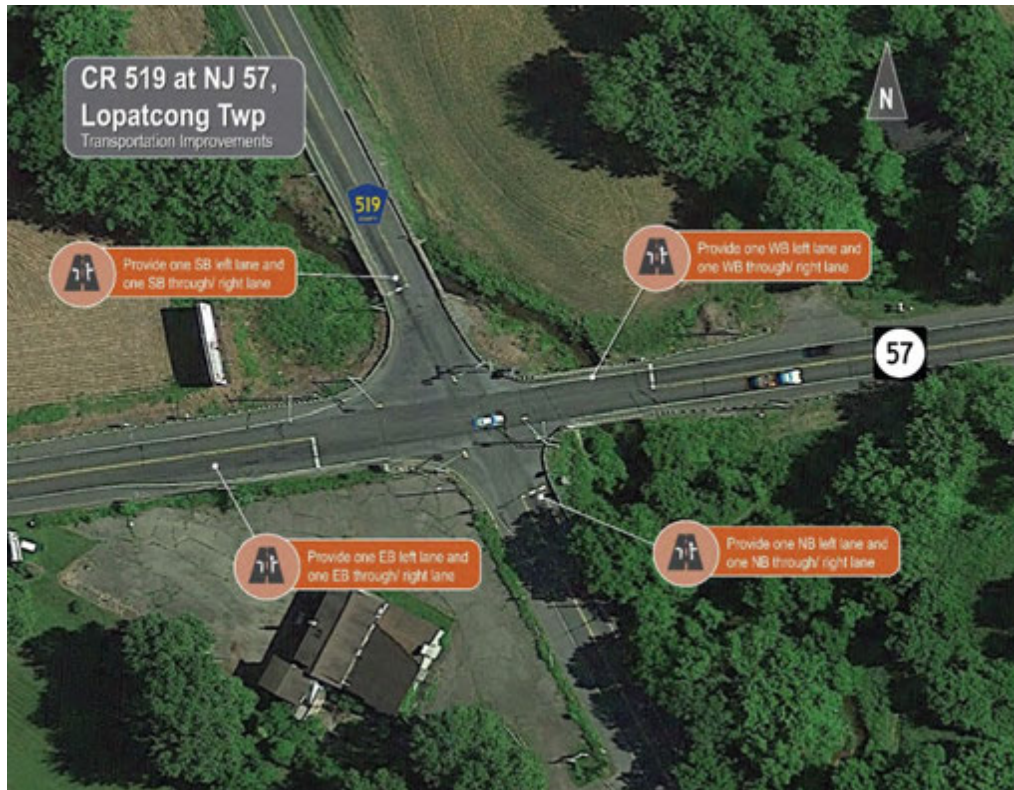 CR 519 at NJ 57,
Lopatcong Twp
Transportation Improvements
N
519
Provide one SB left lane and
one SB through/ right lane
Provide one WB left lane and
one WB through/ right lane
57
Provide one EB left lane and
one EB through/ right lane
Provide one NB left lane and
one NB through/ right lane